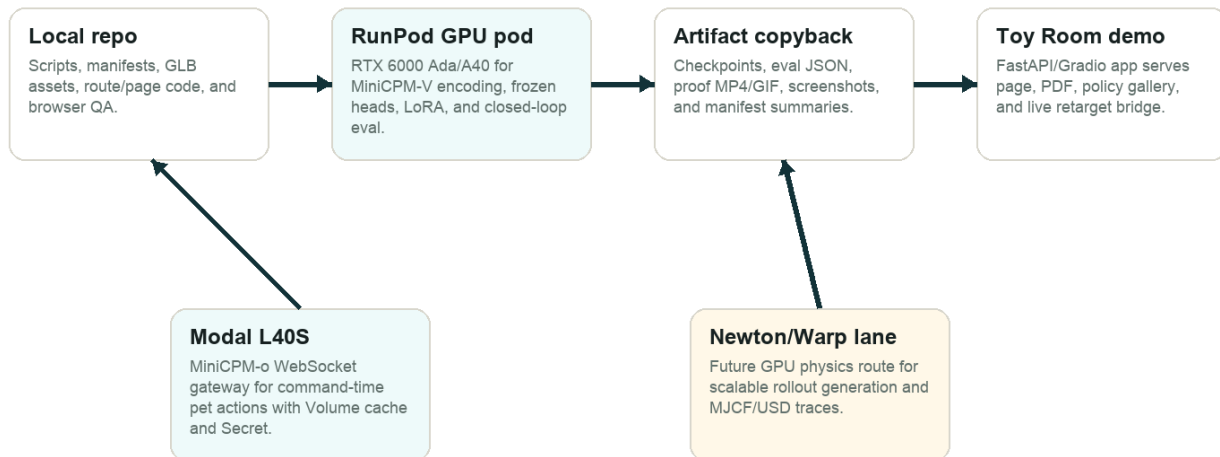 Local repo
Scripts, manifests, GLB
assets, route/page code, and
browser QA.
RunPod GPU pod
RTX 6000 Ada/A40 for
MiniCPM-V encoding, frozen
heads, LoRA, and closed-loop
eval.
Artifact copyback
Checkpoints, eval JSON,
proof MP4/GIF, screenshots,
and manifest summaries.
Toy Room demo
FastAPI/Gradio app serves
page, PDF, policy gallery,
and live retarget bridge.
Modal L40S
MiniCPM-o WebSocket
gateway for command-time
pet actions with Volume cache
and Secret.
Newton/Warp lane
Future GPU physics route for
scalable rollout generation and
MJCF/USD traces.